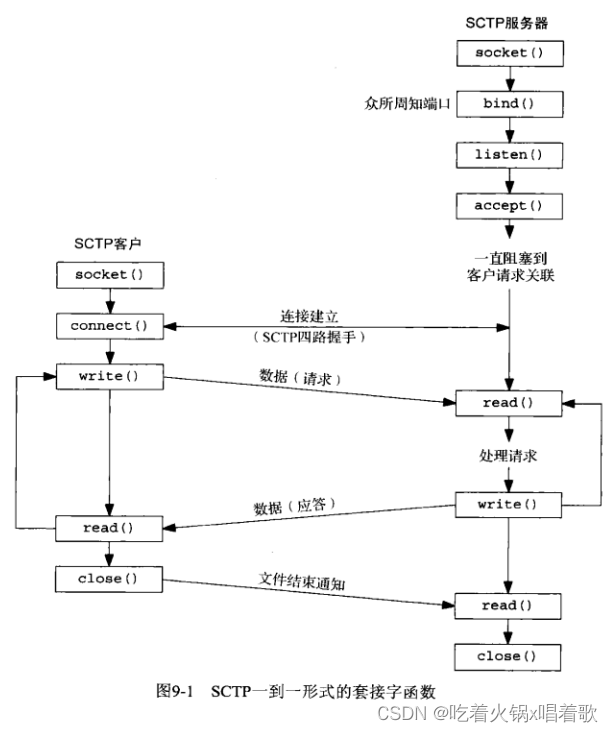 SCTP服务器
socket()
众所周知端口
bind()
listen()
accept()
一直阻塞到
客户请求关联
SCTP客户
socket()
connect()
连接建立
（SCTP四路握手）
write()
数据（请求）
read()
处理请求
write()
数据（应答）
read()
close()
文件结束通知
read()
close()
图9-1 SCTP一到一形式的套接字函数
CSDN @吃着火锅x唱着歌